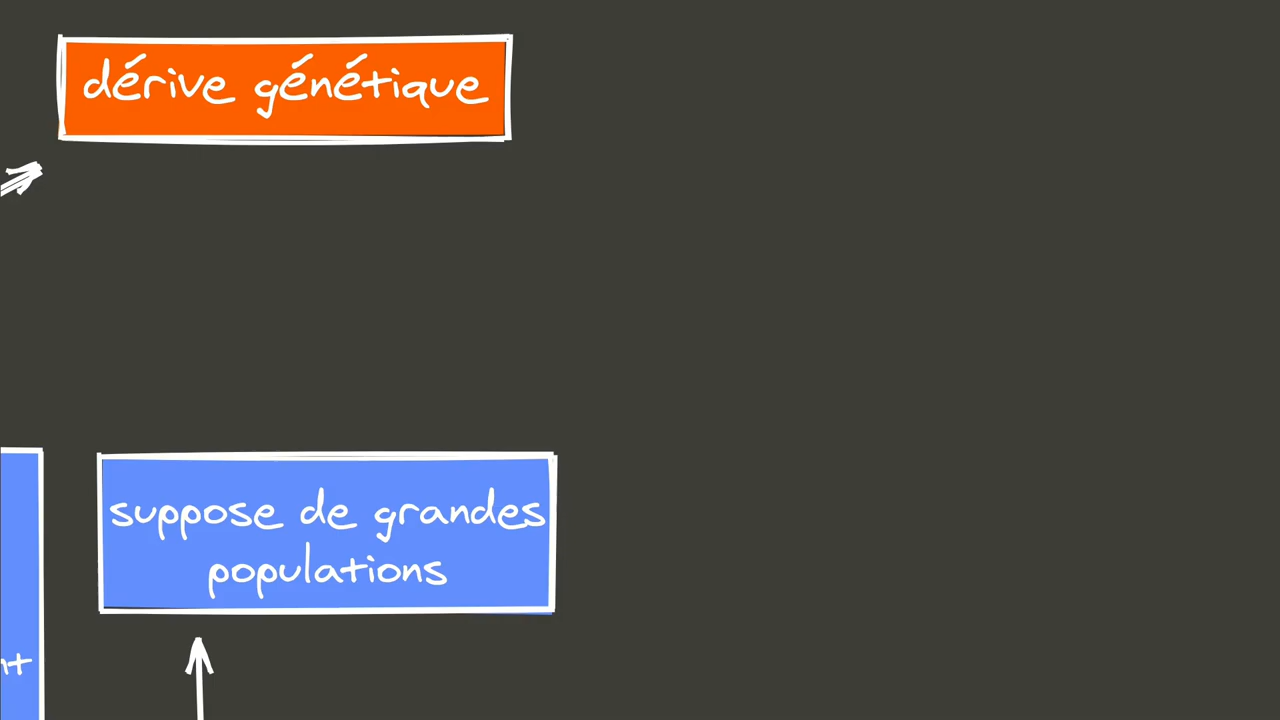 dérive génétique
suppose de grandes
populations